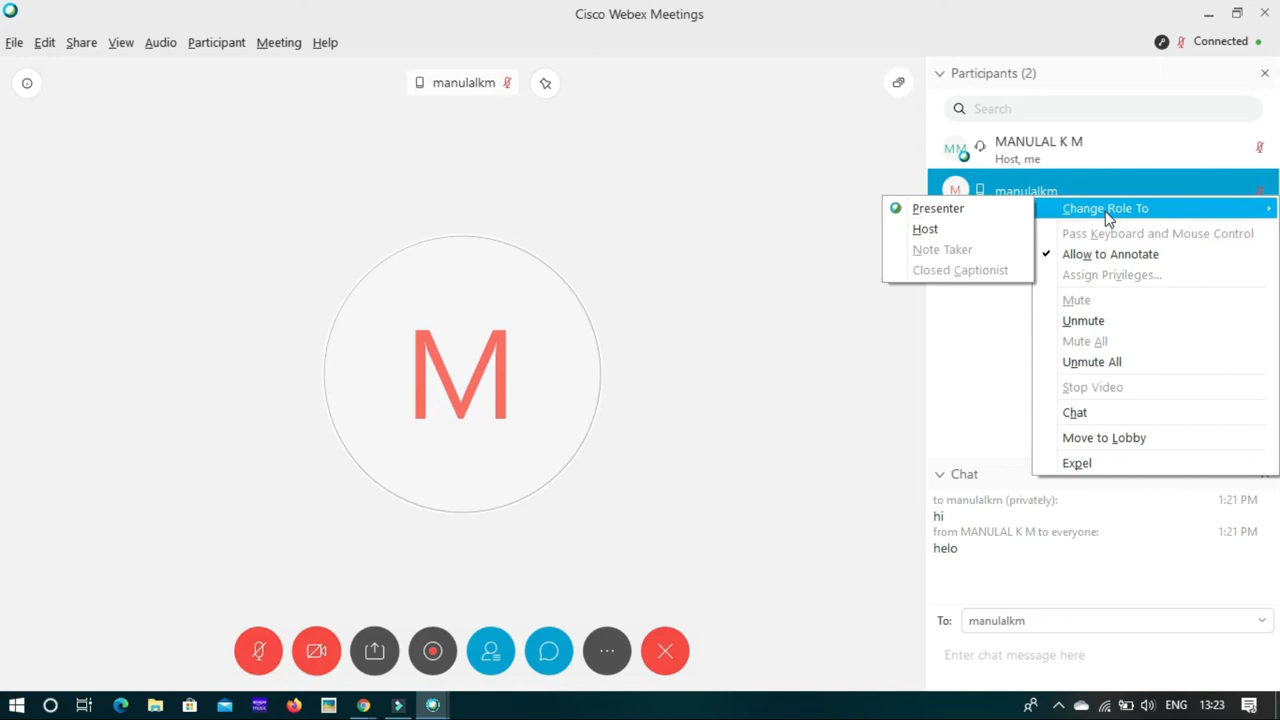 Cisco Webex Meetings
File Edit Share View Audio Participant Meeting Help
Connected
manulalkm
Participants (2)
Search
MM
MANULAL K M
Host, me
M
manulalkm
Presenter
Host
Note Taker
Closed Captionist
Change Role To
Pass Keyboard and Mouse Control
Allow to Annotate
Assign Privileges...
Mute
Unmute
Mute All
Unmute All
Stop Video
Chat
Move to Lobby
Expel
M
Chat
to manulalkm (privately): 1:21 PM
hi
from MANULAL K M to everyone: 1:21 PM
helo
To: manulalkm
Enter chat message here
ENG 13:23